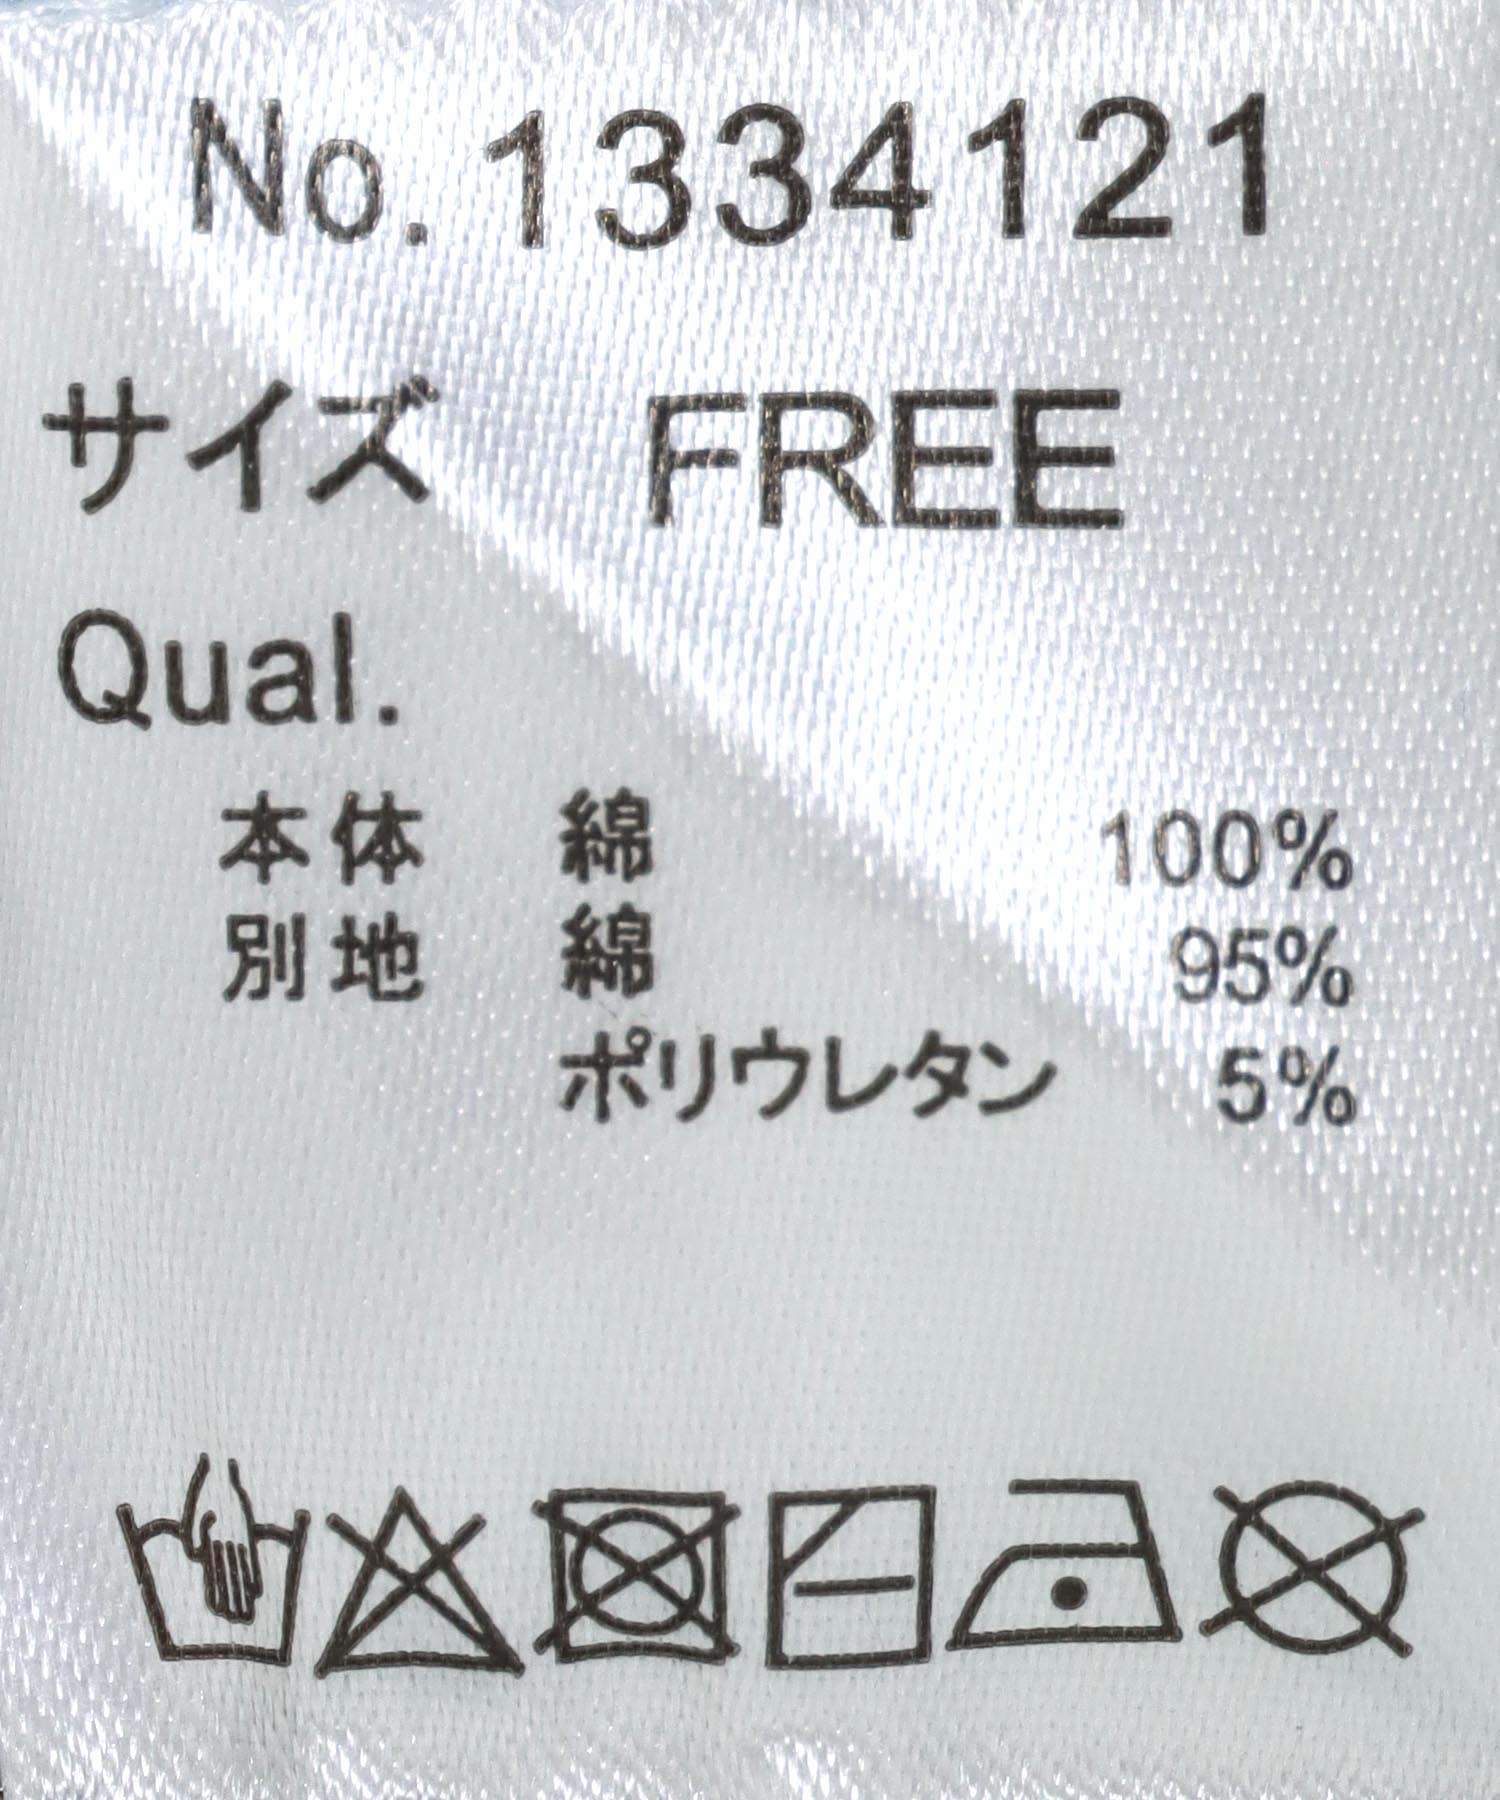 No.1334121
サイズ FREE
Qual.
本体 綿 100%
別地 綿 95%
ポリウレタン 5%